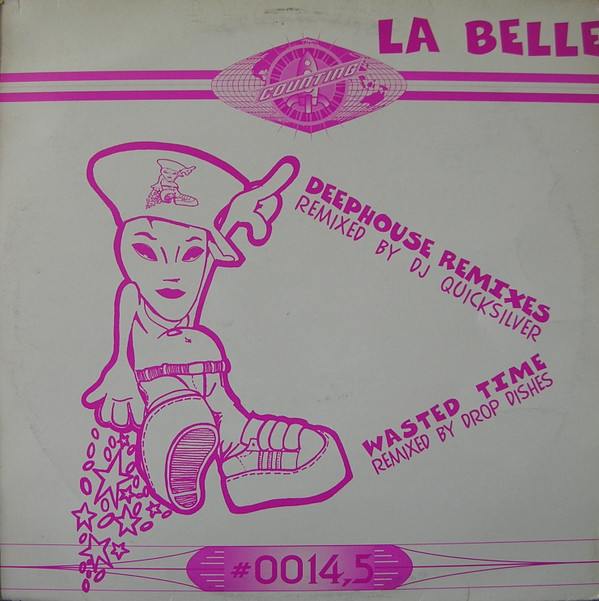 LA BELLE
COUNTING
DEEPHOUSE REMIXES
REMIXED BY DJ QUICKSILVER
WASTED TIME
REMIXED BY DROP DISHES
#0014,5